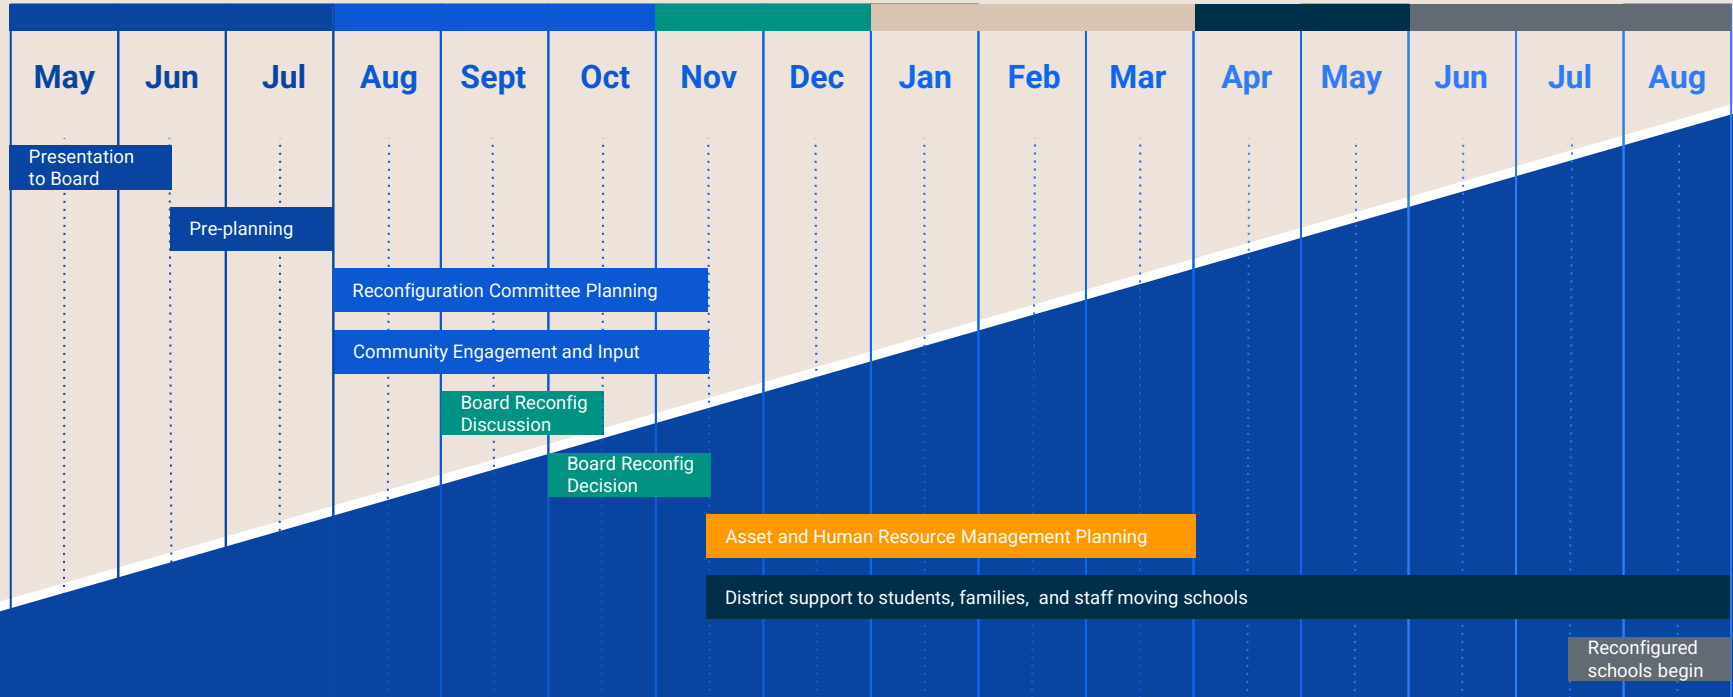 May Jun Jul Aug Sept Oct Nov Dec Jan Feb Mar Apr May Jun Jul Aug
Presentation
to Board
Pre-planning
Reconfiguration Committee Planning
Community Engagement and Input
Board Reconfig
Discussion
Board Reconfig
Decision
Asset and Human Resource Management Planning
District support to students, families, and staff moving schools
Reconfigured
schools begin